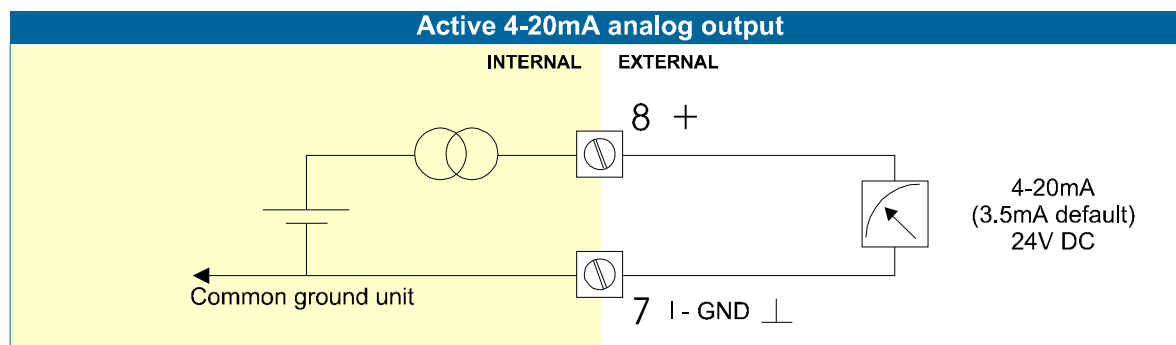 Active 4-20mA analog output
INTERNAL EXTERNAL
8 +
4-20mA
(3.5mA default)
24V DC
Common ground unit
7 I - GND ⊥